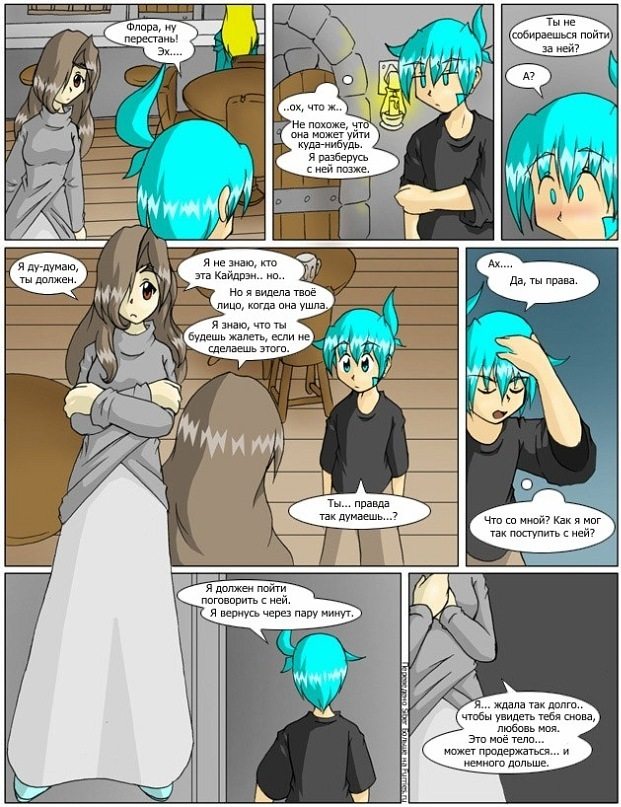 Флора, ну
перестань!
Эх....
..ох, что ж..
Не похоже, что
она может уйти
куда-нибудь.
Я разберусь
с ней позже.
Ты не
собираешься пойти
за ней?
А?
Я ду-думаю,
ты должен.
Я не знаю, кто
эта Кайдрэн.. но..
Но я видела твоё
лицо, когда она ушла.
Я знаю, что ты
будешь жалеть, если не
сделаешь этого.
Ты... правда
так думаешь...?
Ах....
Да, ты права.
Что со мной? Как я мог
так поступить с ней?
Я должен пойти
поговорить с ней.
Я вернусь через пару минут.
Я... ждала так долго..
чтобы увидеть тебя снова,
любовь моя.
Это моё тело...
может продержаться... и
немного дольше.